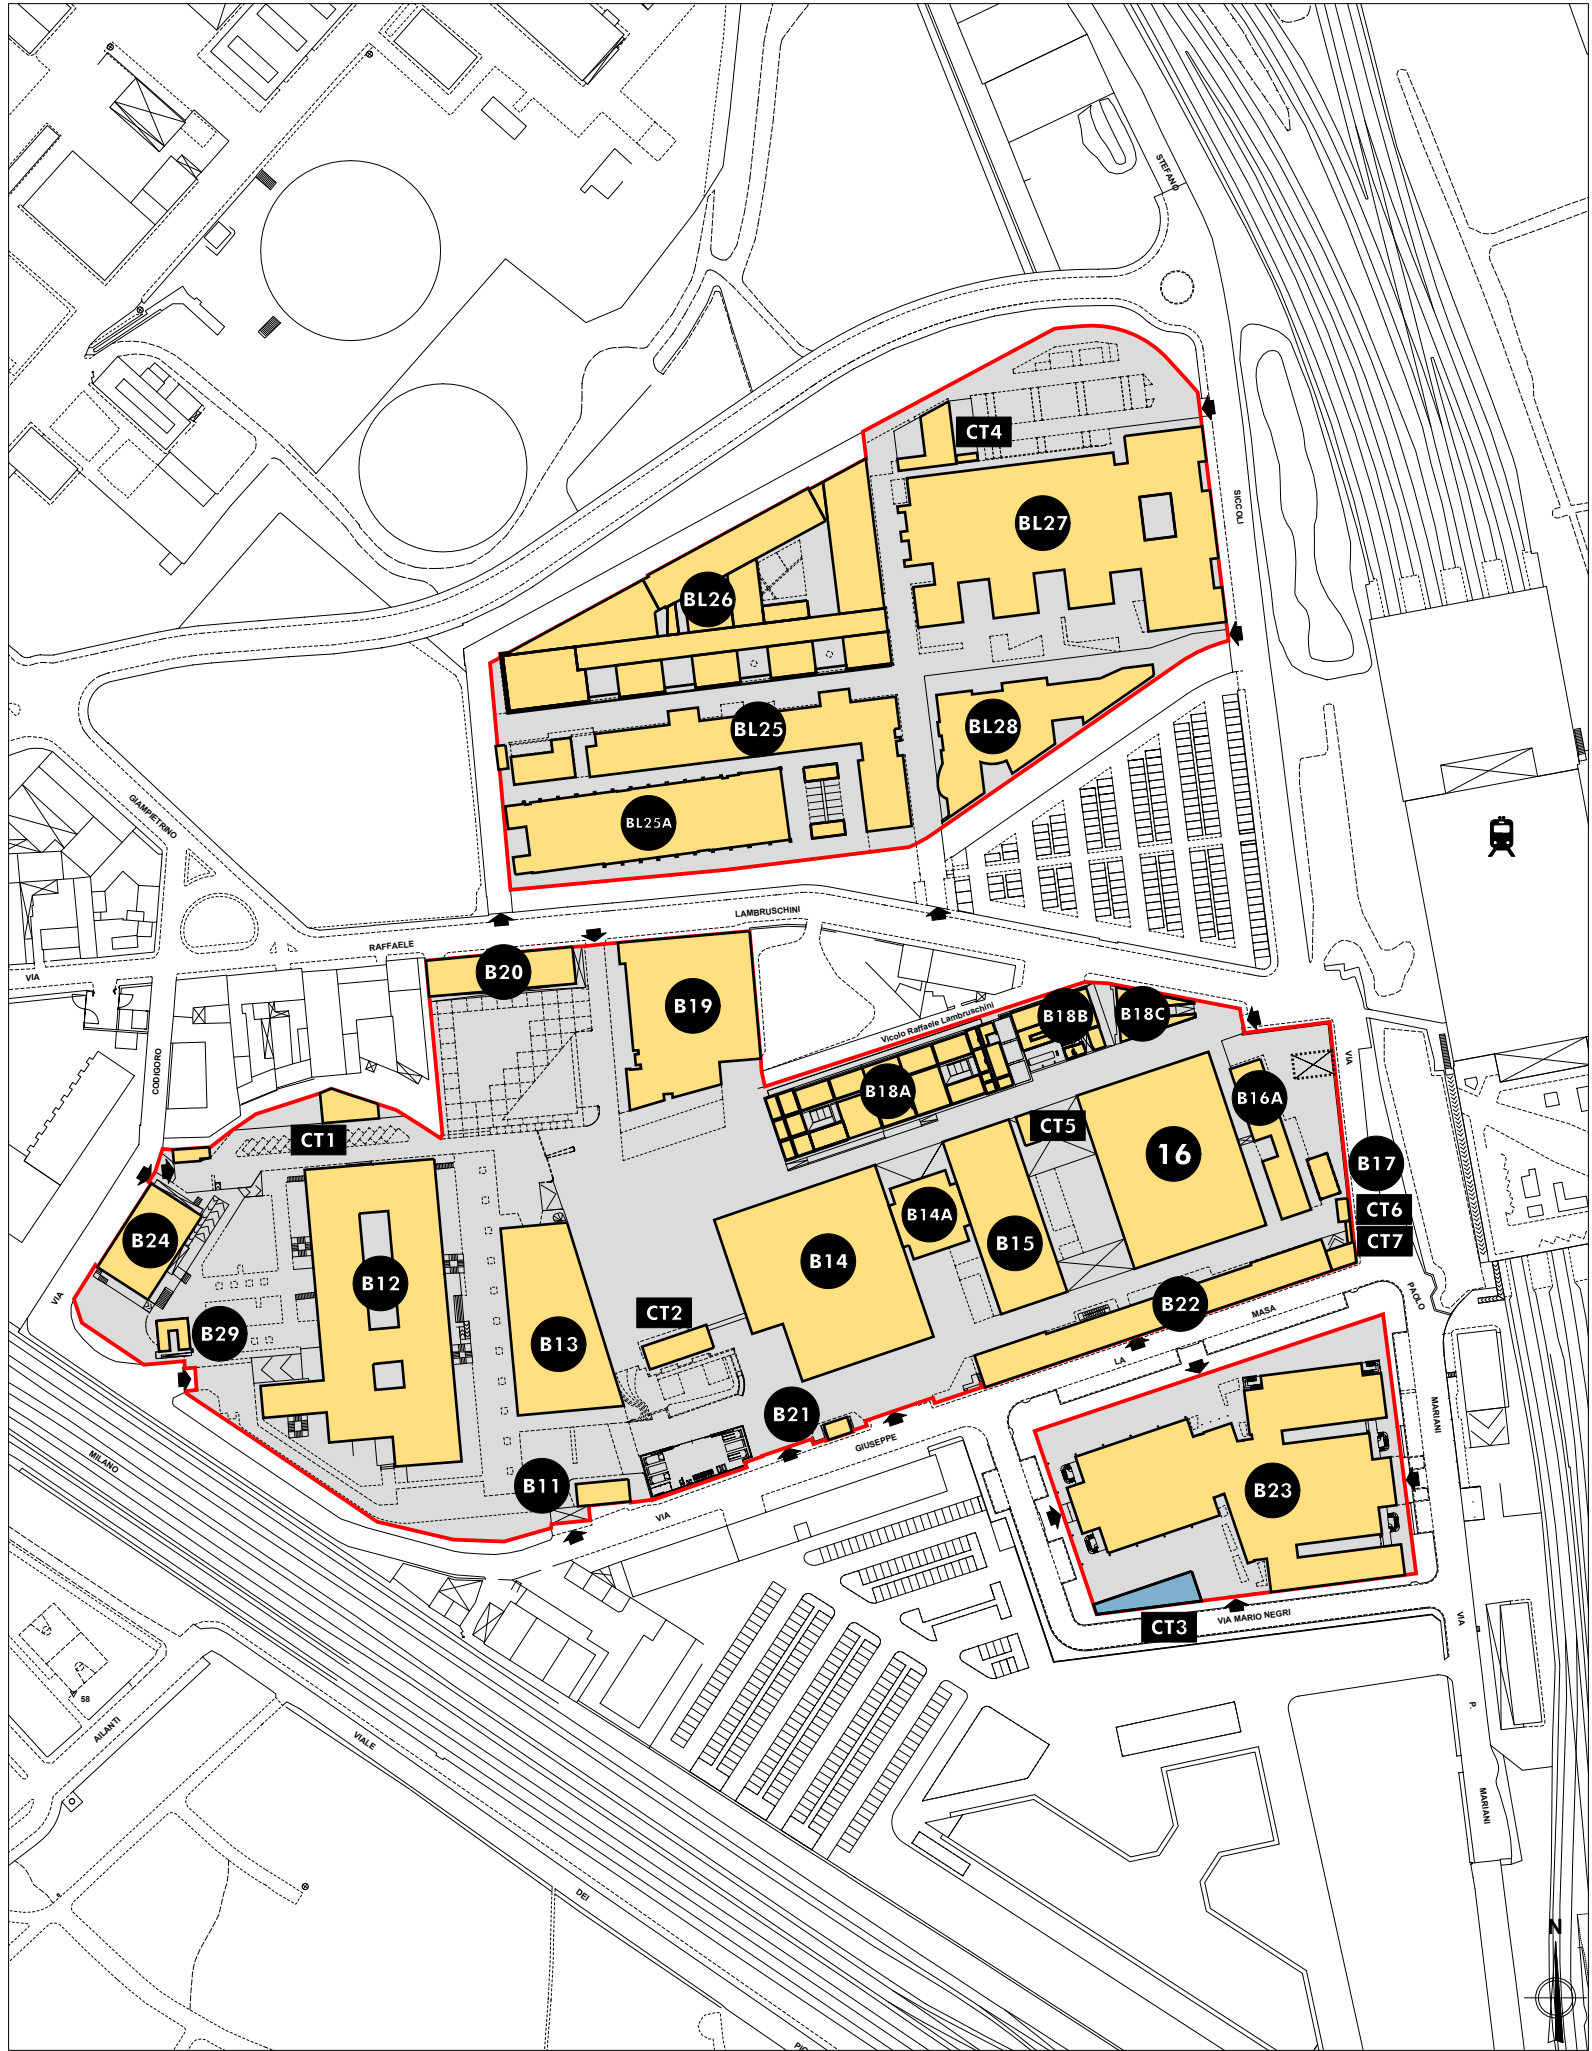 STEFANO
CT4
SICCOLI
BL27
BL26
BL28
BL25
GIAMPIETRINO
BL25A
LAMBRUSCHINI
RAFFAELE
VIA
B20
B19
Vicolo Raffaele Lambruschini
B18B
B18C
VIA
CODIGORO
B18A
B16A
CT5
CT1
16
B17
CT6
B24
B14A
B15
CT7
B14
B12
VIA
PAOLO
B22
MASA
CT2
B29
B13
LA
B21
MARIANI
GIUSEPPE
MILANO
B11
B23
VIA
VIA MARIO NEGRI
VIA
CT3
58
P.
AILANTI
VIALE
MARIANI
DEI
N